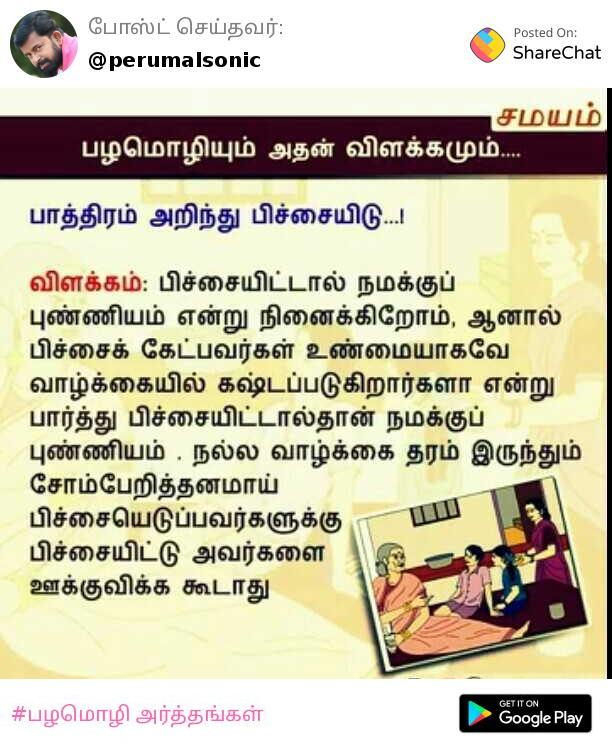 போஸ்ட் செய்தவர்:
@perumalsonic
Posted On:
ShareChat
சமயம்
பழமொழியும் அதன் விளக்கமும்....
பாத்திரம் அறிந்து பிச்சையிடு...!
விளக்கம்: பிச்சையிட்டால் நமக்குப்
புண்ணியம் என்று நினைக்கிறோம், ஆனால்
பிச்சைக் கேட்பவர்கள் உண்மையாகவே
வாழ்க்கையில் கஷ்டப்படுகிறார்களா என்று
பார்த்து பிச்சையிட்டால்தான் நமக்குப்
புண்ணியம் . நல்ல வாழ்க்கை தரம் இருந்தும்
சோம்பேறித்தனமாய்
பிச்சையெடுப்பவர்களுக்கு
பிச்சையிட்டு அவர்களை
ஊக்குவிக்க கூடாது
#பழமொழி அர்த்தங்கள்
GET IT ON
Google Play